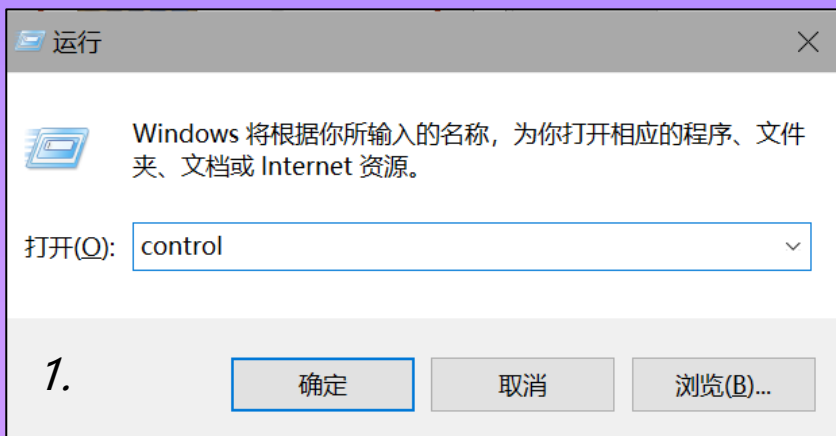 运行
Windows 将根据你所输入的名称，为你打开相应的程序、文件
夹、文档或 Internet 资源。
打开(O): control
1. 确定 取消 浏览(B)...